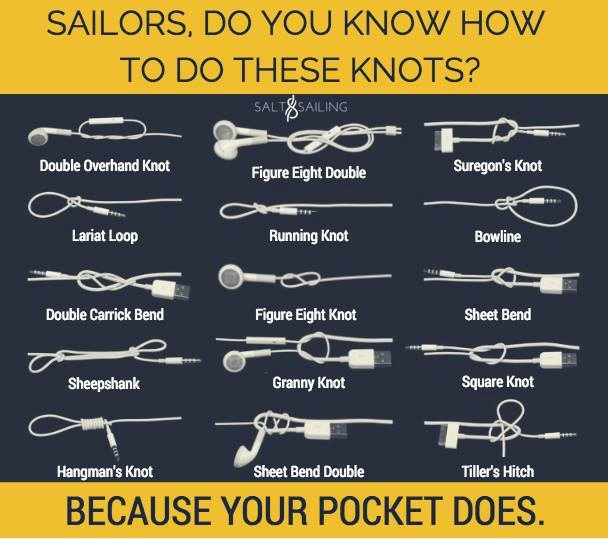 SAILORS, DO YOU KNOW HOW
TO DO THESE KNOTS?
SALT & SAILING
Double Overhand Knot
Figure Eight Double
Suregon's Knot
Lariat Loop
Running Knot
Bowline
Double Carrick Bend
Figure Eight Knot
Sheet Bend
Sheepshank
Granny Knot
Square Knot
Hangman's Knot
Sheet Bend Double
Tiller's Hitch
BECAUSE YOUR POCKET DOES.